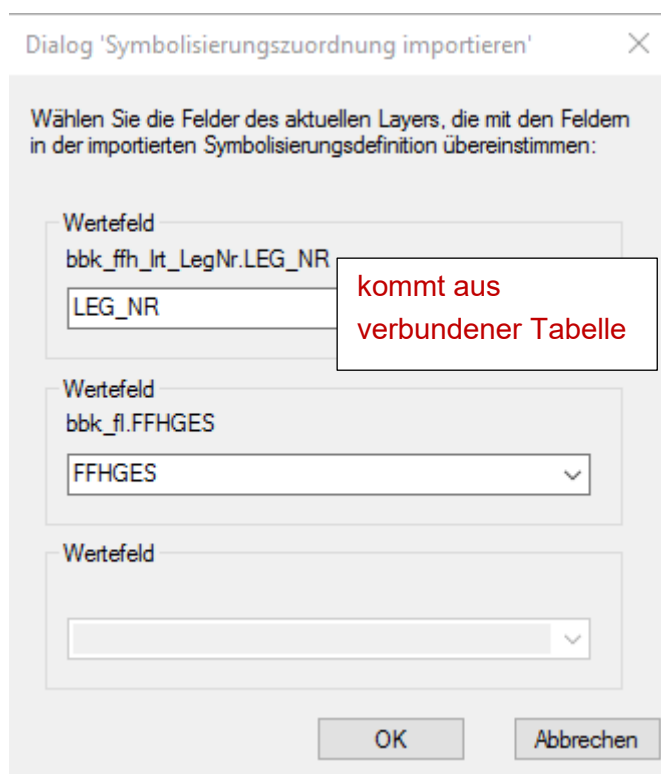 Dialog 'Symbolisierungszuordnung importieren'
Wählen Sie die Felder des aktuellen Layers, die mit den Feldern
in der importierten Symbolisierungsdefinition übereinstimmen:
Wertefeld
bbk_ffh_lrt_LegNr.LEG_NR
LEG_NR
kommt aus
verbundener Tabelle
Wertefeld
bbk_fl.FFHGES
FFHGES
Wertefeld
OK
Abbrechen